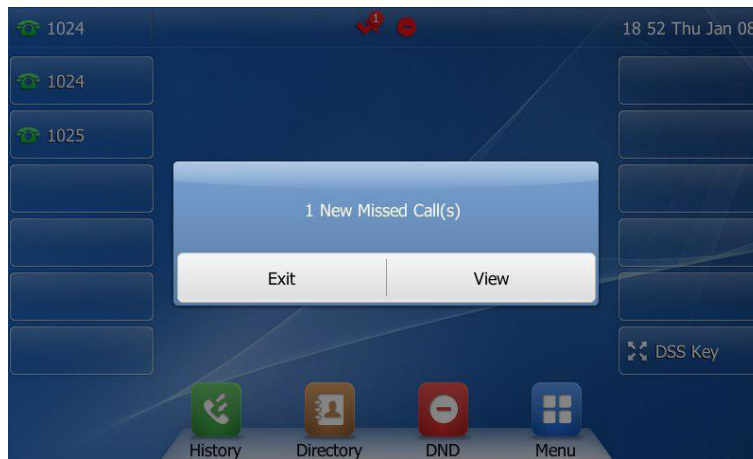 1024
1
18 52 Thu Jan 08
1024
1025
1 New Missed Call(s)
Exit
View
DSS Key
History
Directory
DND
Menu